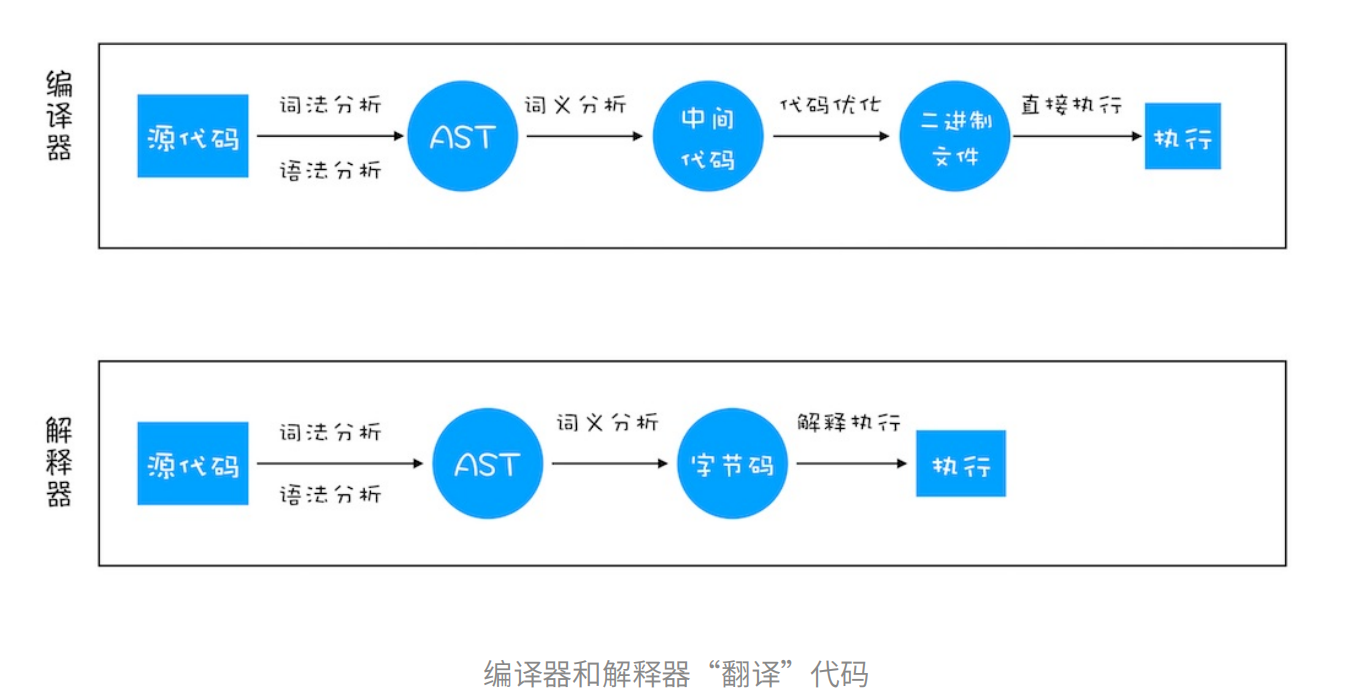 编译器
源代码
词法分析
语法分析
AST
词义分析
中间
代码
代码优化
二进制
文件
直接执行
执行
解释器
源代码
词法分析
语法分析
AST
词义分析
字节码
解释执行
执行
编译器和解释器“翻译”代码